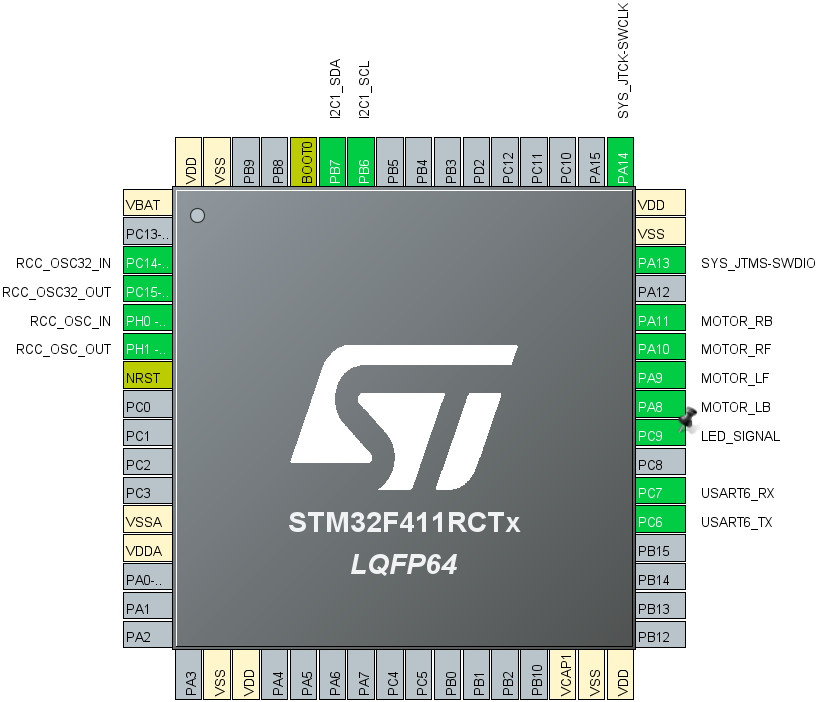 I2C1_SDA
I2C1_SCL
SYS_JTCK-SWCLK
VDD
VSS
PB9
PB8
BOOT0
PB7
PB6
PB5
PB4
PB3
PD2
PC12
PC11
PC10
PA15
PA14
VBAT
PC13-..
RCC_OSC32_IN PC14-..
RCC_OSC32_OUT PC15-..
RCC_OSC_IN PH0 -..
RCC_OSC_OUT PH1 -..
NRST
PC0
PC1
PC2
PC3
VSSA
VDDA
PA0-..
PA1
PA2
ST
STM32F411RCTx
LQFP64
VDD
VSS
PA13 SYS_JTMS-SWDIO
PA12
PA11 MOTOR_RB
PA10 MOTOR_RF
PA9 MOTOR_LF
PA8 MOTOR_LB
PC9 LED_SIGNAL
PC8
PC7 USART6_RX
PC6 USART6_TX
PB15
PB14
PB13
PB12
PA3
VSS
VDD
PA4
PA5
PA6
PA7
PC4
PC5
PB0
PB1
PB2
PB10
VCAP1
VSS
VDD